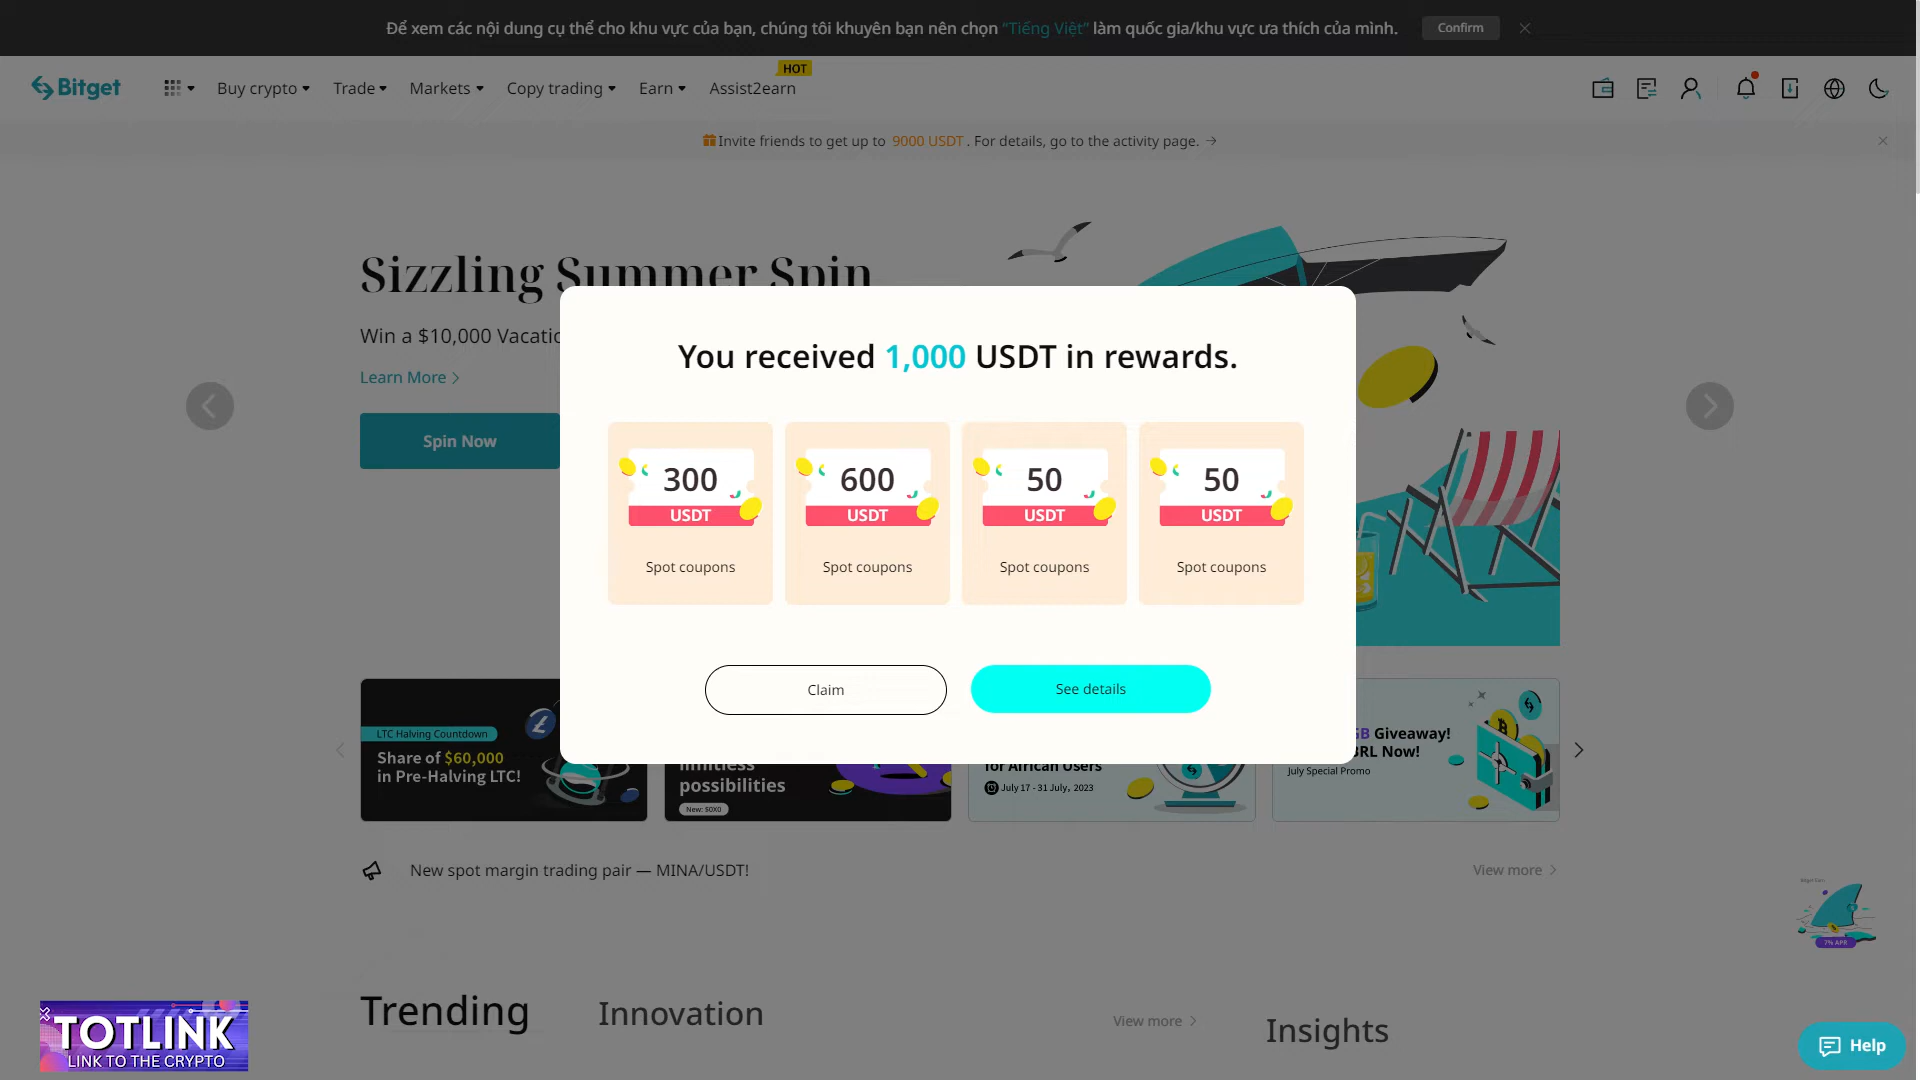 Để xem các nội dung cụ thể cho khu vực của bạn, chúng tôi khuyên bạn nên chọn "Tiếng Việt" làm quốc gia/khu vực ưa thích của mình.
Confirm
Bitget
Buy crypto
Trade
Markets
Copy trading
Earn
Assist2earn
HOT
Invite friends to get up to 9000 USDT . For details, go to the activity page.
Sizzling Summer Spin
Win a $10,000 Vacatio
Learn More
Spin Now
You received 1,000 USDT in rewards.
300
USDT
Spot coupons
600
USDT
Spot coupons
50
USDT
Spot coupons
50
USDT
Spot coupons
Claim
See details
LTC Halving Countdown
Share of $60,000
in Pre-Halving LTC!
limitless
possibilities
New: $0X0
for African Users
July 17 - 31 July, 2023
GB Giveaway!
BRL Now!
July Special Promo
New spot margin trading pair — MINA/USDT!
View more
7% APR
Trending
Innovation
View more
Insights
TOTLINK
LINK TO THE CRYPTO
Help